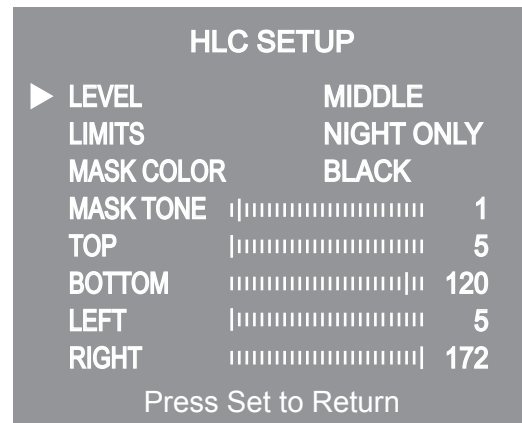 HLC SETUP
LEVEL MIDDLE
LIMITS NIGHT ONLY
MASK COLOR BLACK
MASK TONE 1
TOP 5
BOTTOM 120
LEFT 5
RIGHT 172
Press Set to Return